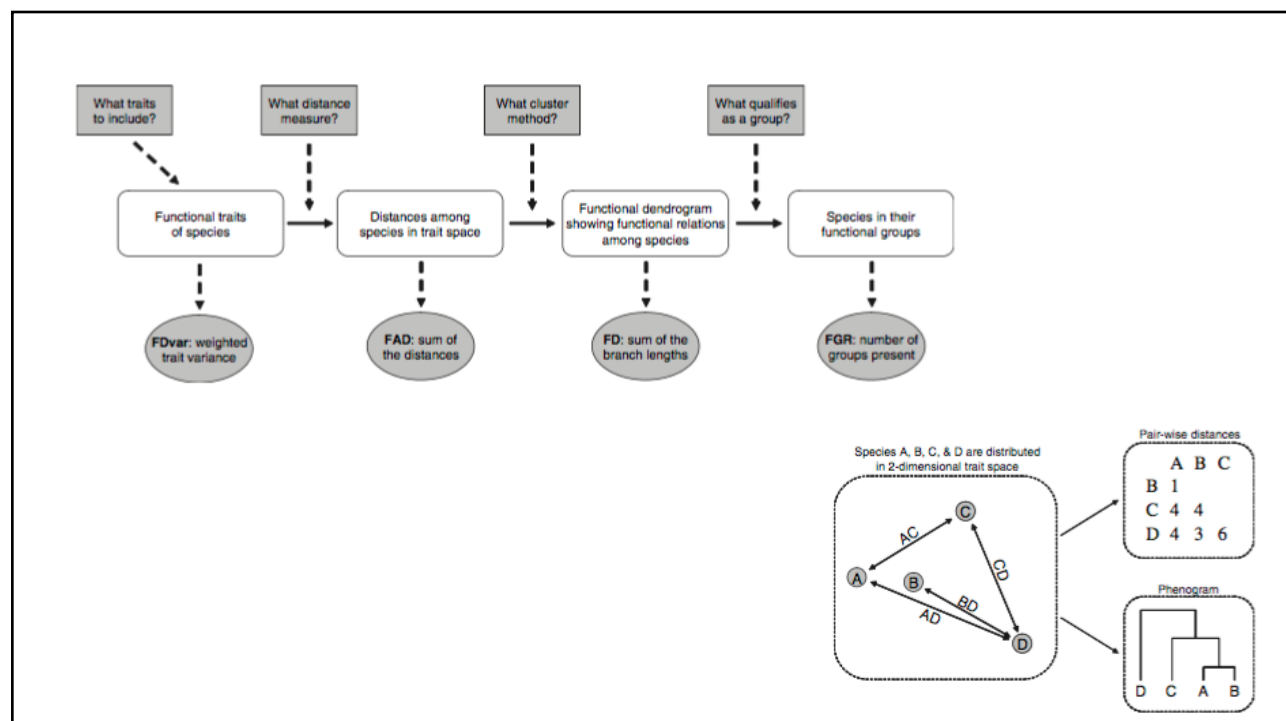 What traits
to include?
What distance
measure?
What cluster
method?
What qualifies
as a group?
Functional traits
of species
Distances among
species in trait space
Functional dendrogram
showing functional relations
among species
Species in their
functional groups
FDvar: weighted
trait variance
FAD: sum of
the distances
FD: sum of the
branch lengths
FGR: number of
groups present
Species A, B, C, & D are distributed
in 2-dimensional trait space
C
AC
A
B
CD
BD
AD
D
Pair-wise distances
A B C
B 1
C 4 4
D 4 3 6
Phenogram
D C A B